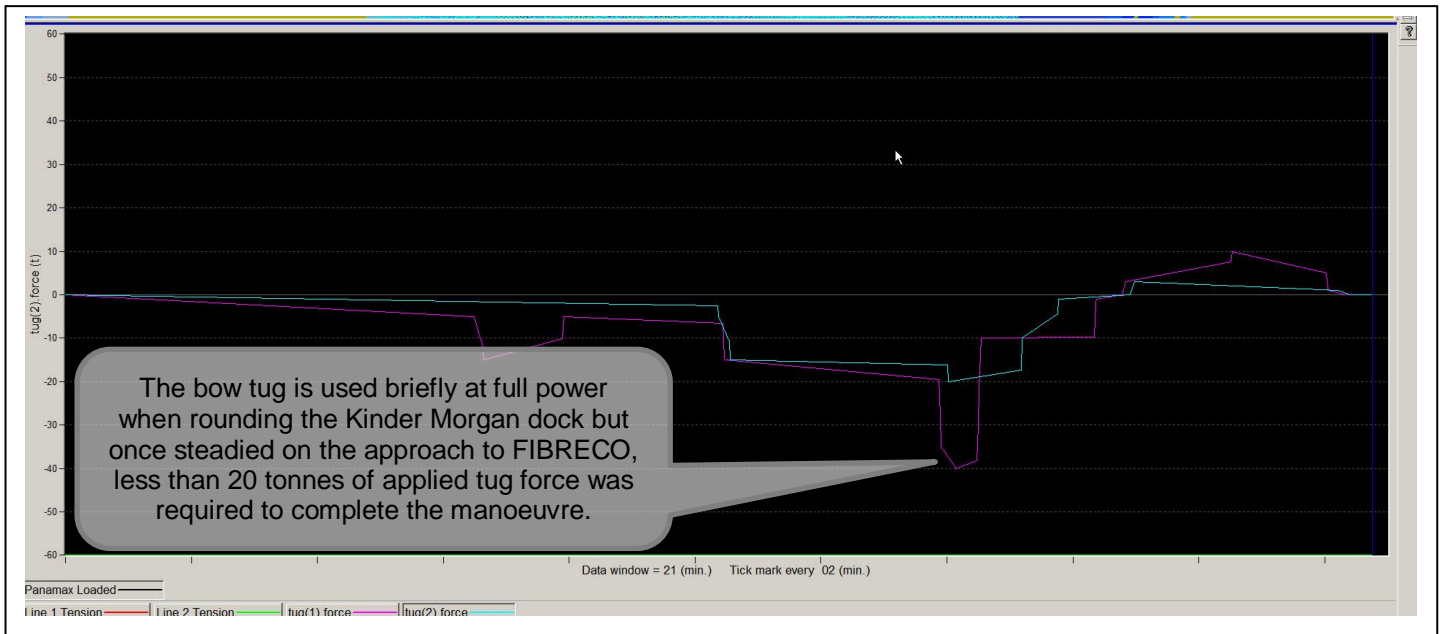 ?
60
50
40
30
20
10
0
-10
-20
-30
-40
-50
-60
tug(2).force (t)
The bow tug is used briefly at full power
when rounding the Kinder Morgan dock but
once steadied on the approach to FIBRECO,
less than 20 tonnes of applied tug force was
required to complete the manoeuvre.
Data window = 21 (min.) Tick mark every 02 (min.)
Panamax Loaded
Line 1 Tension Line 2 Tension tug(1) force tug(2) force